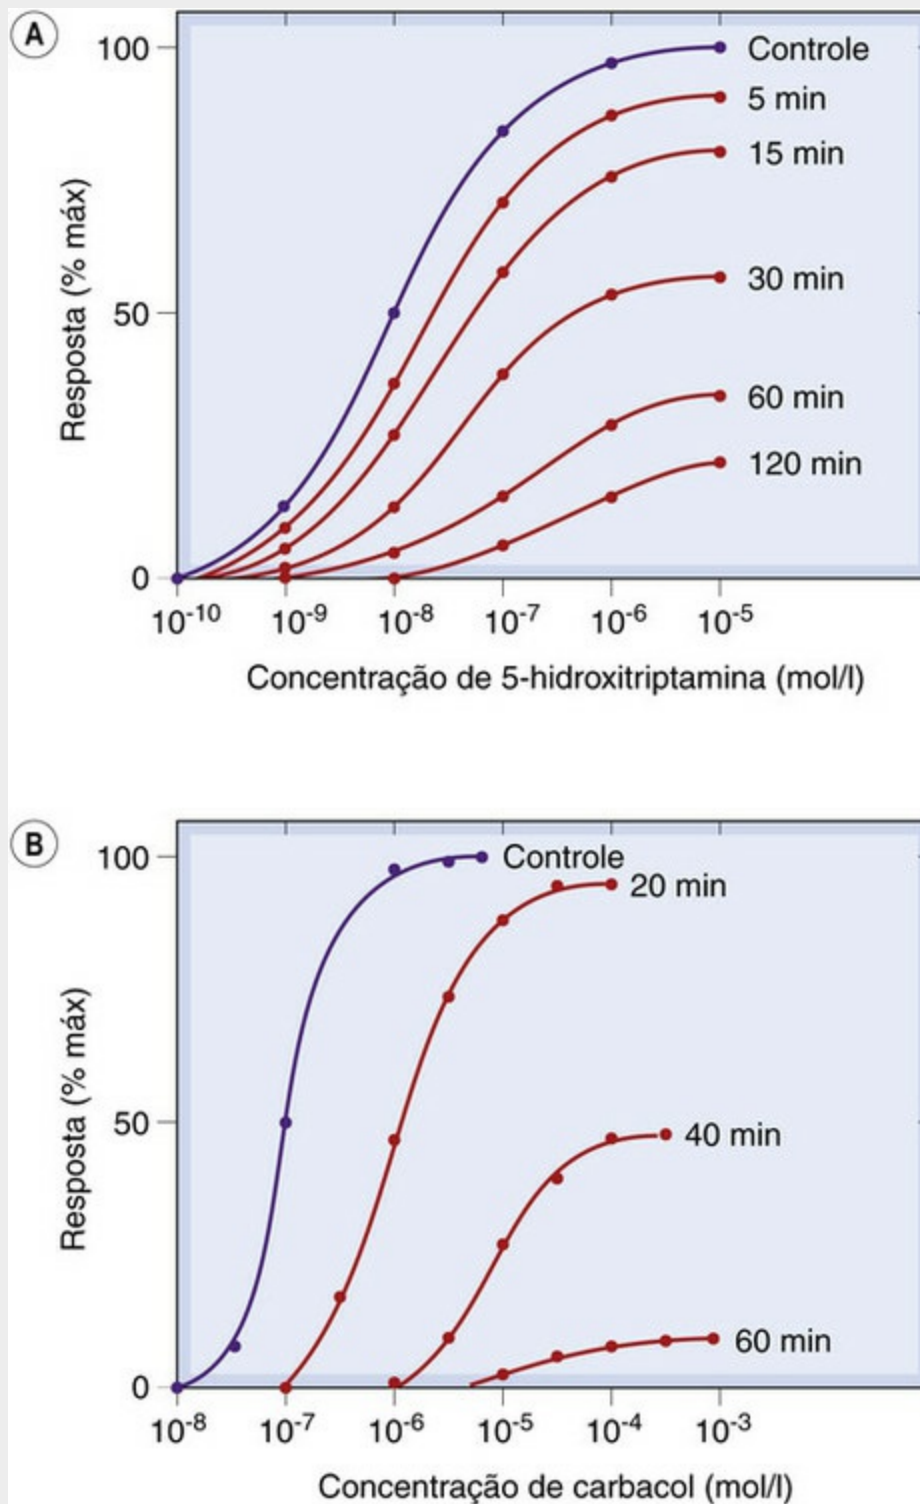 A
100
Controle
5 min
15 min
30 min
60 min
120 min
50
0
Resposta (% máx)
10-10 10-9 10-8 10-7 10-6 10-5
Concentração de 5-hidroxitriptamina (mol/l)
B
100
Controle
20 min
50
40 min
60 min
0
Resposta (% máx)
10-8 10-7 10-6 10-5 10-4 10-3
Concentração de carbacol (mol/l)